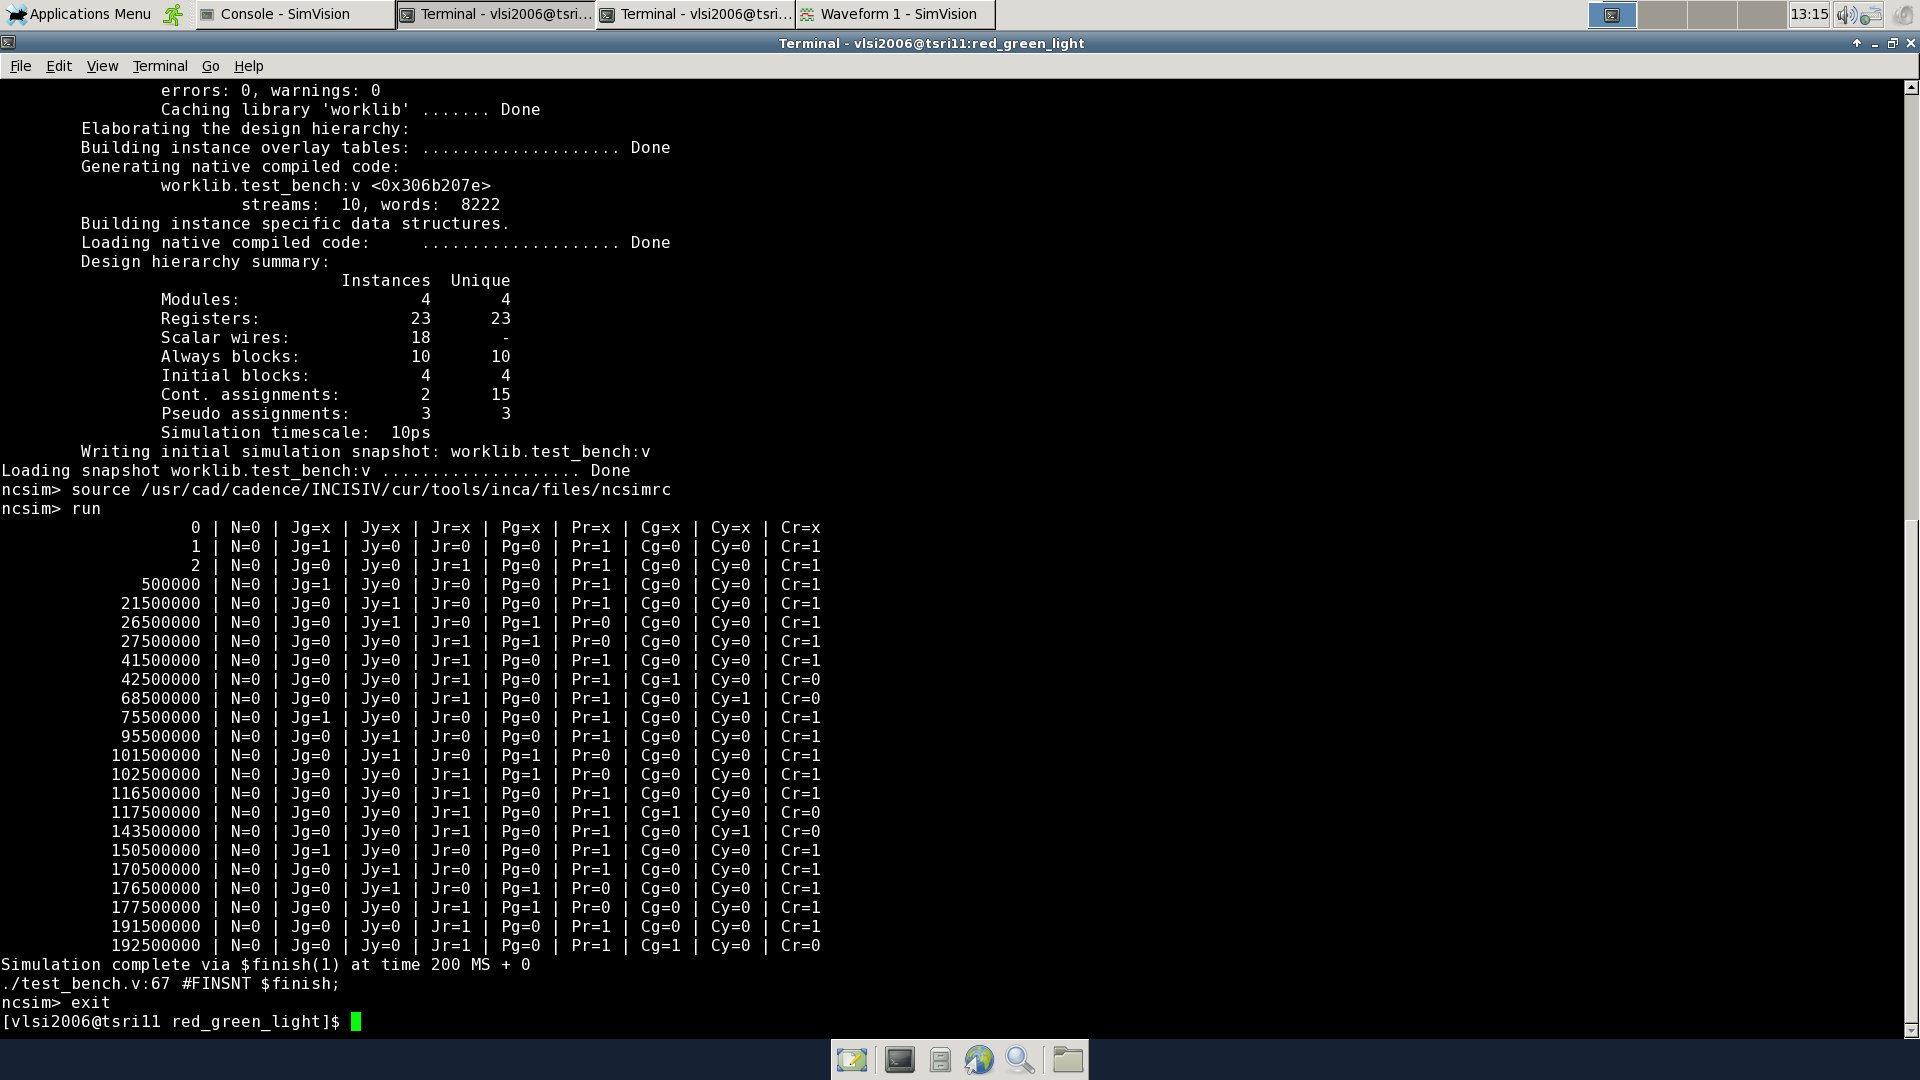 Applications Menu
Console - SimVision
Terminal - vlsi2006@tsri...
Terminal - vlsi2006@tsri...
Waveform 1 - SimVision
13:15
Terminal - vlsi2006@tsri11:red_green_light
File Edit View Terminal Go Help
errors: 0, warnings: 0
Caching library 'worklib' ....... Done
Elaborating the design hierarchy:
Building instance overlay tables: .................... Done
Generating native compiled code:
worklib.test_bench:v <0x306b207e>
streams:  10, words:  8222
Building instance specific data structures.
Loading native compiled code:     .................... Done
Design hierarchy summary:
Instances  Unique
Modules:                  4       4
Registers:               23      23
Scalar wires:            18       -
Always blocks:           10      10
Initial blocks:           4       4
Cont. assignments:        2      15
Pseudo assignments:       3       3
Simulation timescale:  10ps
Writing initial simulation snapshot: worklib.test_bench:v
Loading snapshot worklib.test_bench:v .................... Done
ncsim> source /usr/cad/cadence/INCISIV/cur/tools/inca/files/ncsimrc
ncsim> run
0 | N=0 | Jg=x | Jy=x | Jr=x | Pg=x | Pr=x | Cg=x | Cy=x | Cr=x
1 | N=0 | Jg=1 | Jy=0 | Jr=0 | Pg=0 | Pr=1 | Cg=0 | Cy=0 | Cr=1
2 | N=0 | Jg=0 | Jy=0 | Jr=1 | Pg=0 | Pr=1 | Cg=0 | Cy=0 | Cr=1
500000 | N=0 | Jg=1 | Jy=0 | Jr=0 | Pg=0 | Pr=1 | Cg=0 | Cy=0 | Cr=1
21500000 | N=0 | Jg=0 | Jy=1 | Jr=0 | Pg=0 | Pr=1 | Cg=0 | Cy=0 | Cr=1
26500000 | N=0 | Jg=0 | Jy=1 | Jr=0 | Pg=1 | Pr=0 | Cg=0 | Cy=0 | Cr=1
27500000 | N=0 | Jg=0 | Jy=0 | Jr=1 | Pg=1 | Pr=0 | Cg=0 | Cy=0 | Cr=1
41500000 | N=0 | Jg=0 | Jy=0 | Jr=1 | Pg=0 | Pr=1 | Cg=0 | Cy=0 | Cr=1
42500000 | N=0 | Jg=0 | Jy=0 | Jr=1 | Pg=0 | Pr=1 | Cg=1 | Cy=0 | Cr=0
68500000 | N=0 | Jg=0 | Jy=0 | Jr=1 | Pg=0 | Pr=1 | Cg=0 | Cy=1 | Cr=0
75500000 | N=0 | Jg=1 | Jy=0 | Jr=0 | Pg=0 | Pr=1 | Cg=0 | Cy=0 | Cr=1
95500000 | N=0 | Jg=0 | Jy=1 | Jr=0 | Pg=0 | Pr=1 | Cg=0 | Cy=0 | Cr=1
101500000 | N=0 | Jg=0 | Jy=1 | Jr=0 | Pg=1 | Pr=0 | Cg=0 | Cy=0 | Cr=1
102500000 | N=0 | Jg=0 | Jy=0 | Jr=1 | Pg=1 | Pr=0 | Cg=0 | Cy=0 | Cr=1
116500000 | N=0 | Jg=0 | Jy=0 | Jr=1 | Pg=0 | Pr=1 | Cg=0 | Cy=0 | Cr=1
117500000 | N=0 | Jg=0 | Jy=0 | Jr=1 | Pg=0 | Pr=1 | Cg=1 | Cy=0 | Cr=0
143500000 | N=0 | Jg=0 | Jy=0 | Jr=1 | Pg=0 | Pr=1 | Cg=0 | Cy=1 | Cr=0
150500000 | N=0 | Jg=1 | Jy=0 | Jr=0 | Pg=0 | Pr=1 | Cg=0 | Cy=0 | Cr=1
170500000 | N=0 | Jg=0 | Jy=1 | Jr=0 | Pg=0 | Pr=1 | Cg=0 | Cy=0 | Cr=1
176500000 | N=0 | Jg=0 | Jy=1 | Jr=0 | Pg=1 | Pr=0 | Cg=0 | Cy=0 | Cr=1
177500000 | N=0 | Jg=0 | Jy=0 | Jr=1 | Pg=1 | Pr=0 | Cg=0 | Cy=0 | Cr=1
191500000 | N=0 | Jg=0 | Jy=0 | Jr=1 | Pg=0 | Pr=1 | Cg=0 | Cy=0 | Cr=1
192500000 | N=0 | Jg=0 | Jy=0 | Jr=1 | Pg=0 | Pr=1 | Cg=1 | Cy=0 | Cr=0
Simulation complete via $finish(1) at time 200 MS + 0
./test_bench.v:67 #FINSNT $finish;
ncsim> exit
[vlsi2006@tsri11 red_green_light]$